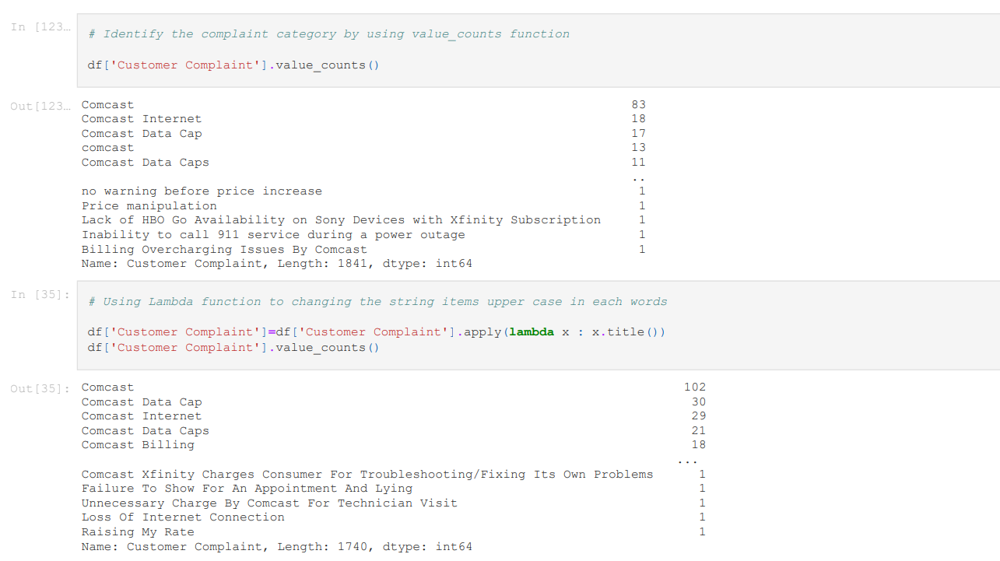 In [123…
# Identify the complaint category by using value_counts function
df['Customer Complaint'].value_counts()
Out[123…
Comcast 83
Comcast Internet 18
Comcast Data Cap 17
comcast 13
Comcast Data Caps 11
..
no warning before price increase 1
Price manipulation 1
Lack of HBO Go Availability on Sony Devices with Xfinity Subscription 1
Inability to call 911 service during a power outage 1
Billing Overcharging Issues By Comcast 1
Name: Customer Complaint, Length: 1841, dtype: int64
In [35]:
# Using Lambda function to changing the string items upper case in each words
df['Customer Complaint']=df['Customer Complaint'].apply(lambda x : x.title())
df['Customer Complaint'].value_counts()
Out[35]:
Comcast 102
Comcast Data Cap 30
Comcast Internet 29
Comcast Data Caps 21
Comcast Billing 18
...
Comcast Xfinity Charges Consumer For Troubleshooting/Fixing Its Own Problems 1
Failure To Show For An Appointment And Lying 1
Unnecessary Charge By Comcast For Technician Visit 1
Loss Of Internet Connection 1
Raising My Rate 1
Name: Customer Complaint, Length: 1740, dtype: int64